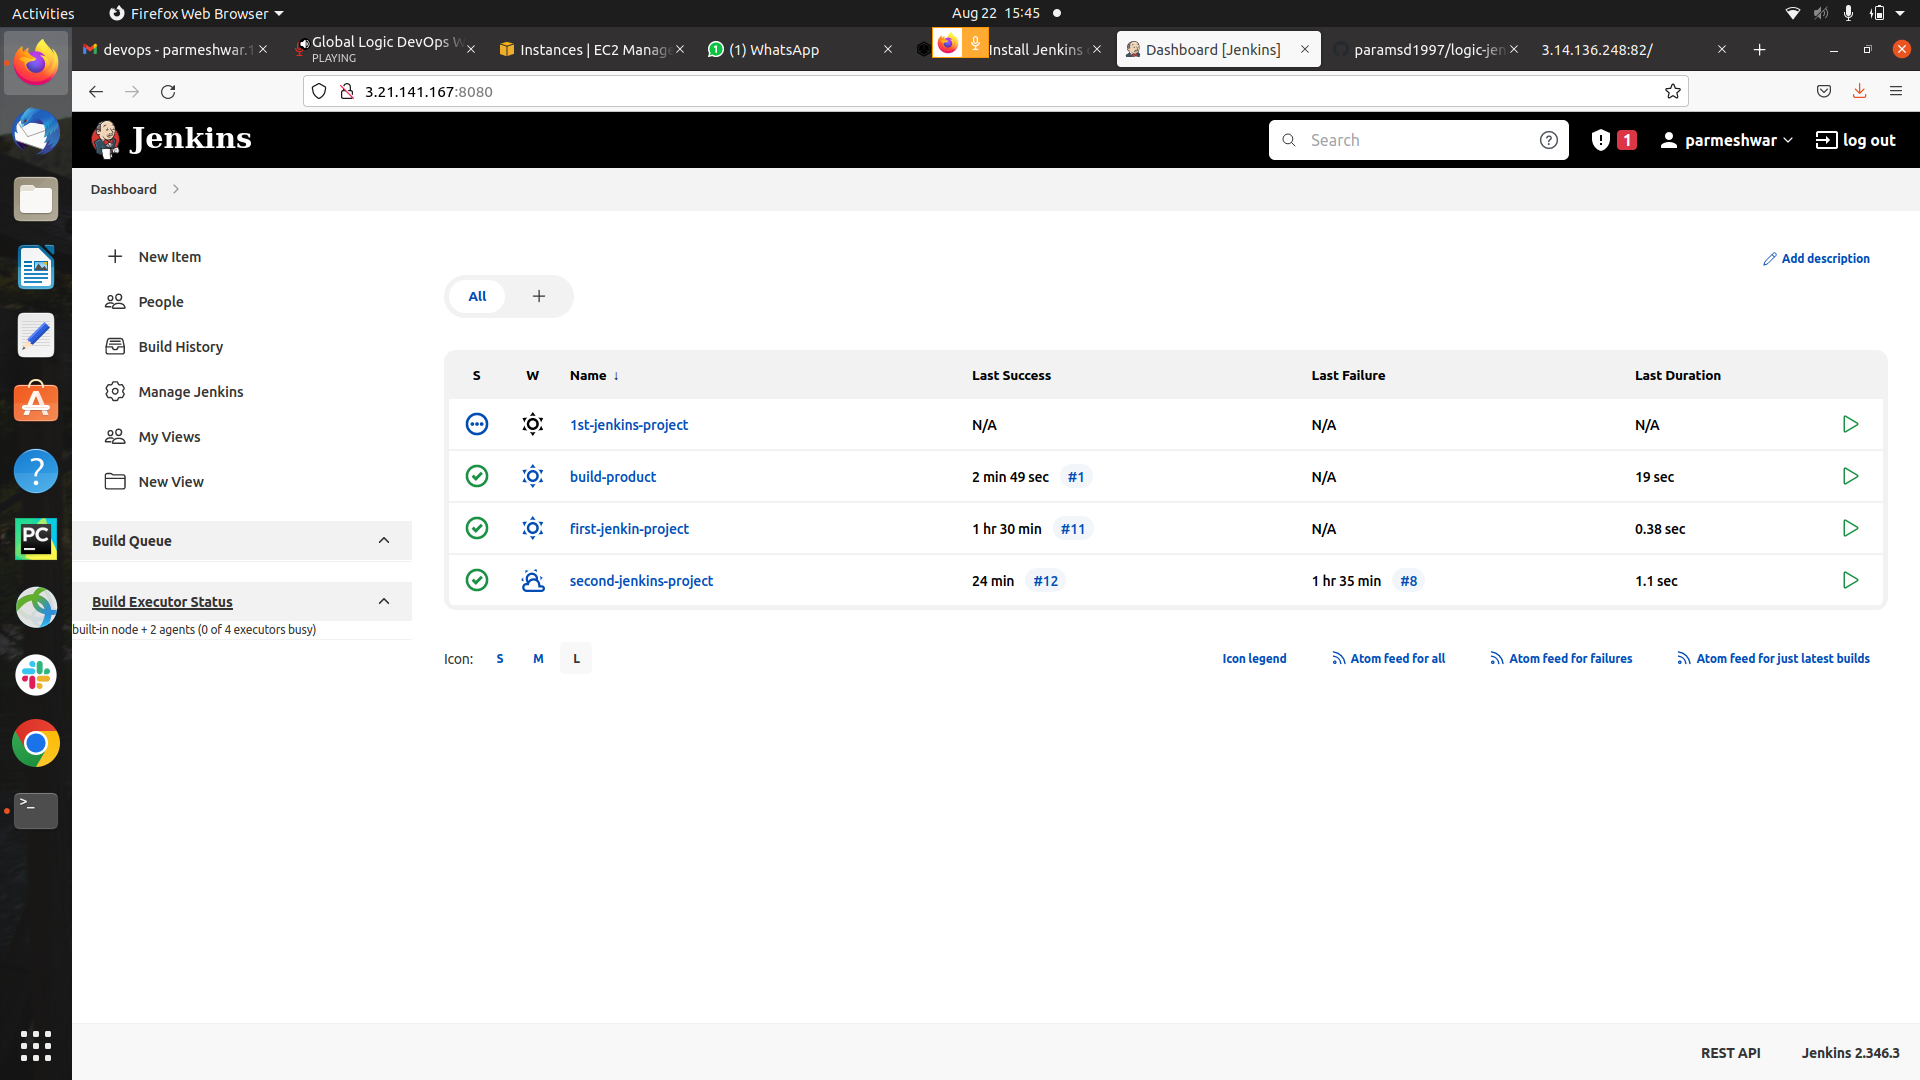 Activities Firefox Web Browser Aug 22 15:45
devops - parmeshwar.1 Global Logic DevOps W Instances | EC2 Manage (1) WhatsApp Install Jenkins Dashboard [Jenkins] paramsd1997/logic-jen 3.14.136.248:82/
PLAYING
3.21.141.167:8080
Jenkins Search 1 parmeshwar log out
Dashboard
New Item
People
Build History
Manage Jenkins
My Views
New View
Build Queue
Build Executor Status
built-in node + 2 agents (0 of 4 executors busy)
Add description
All +
S W Name ↓ Last Success Last Failure Last Duration
1st-jenkins-project N/A N/A N/A
build-product 2 min 49 sec #1 N/A 19 sec
first-jenkin-project 1 hr 30 min #11 N/A 0.38 sec
second-jenkins-project 24 min #12 1 hr 35 min #8 1.1 sec
Icon: S M L Icon legend Atom feed for all Atom feed for failures Atom feed for just latest builds
PC
REST API Jenkins 2.346.3